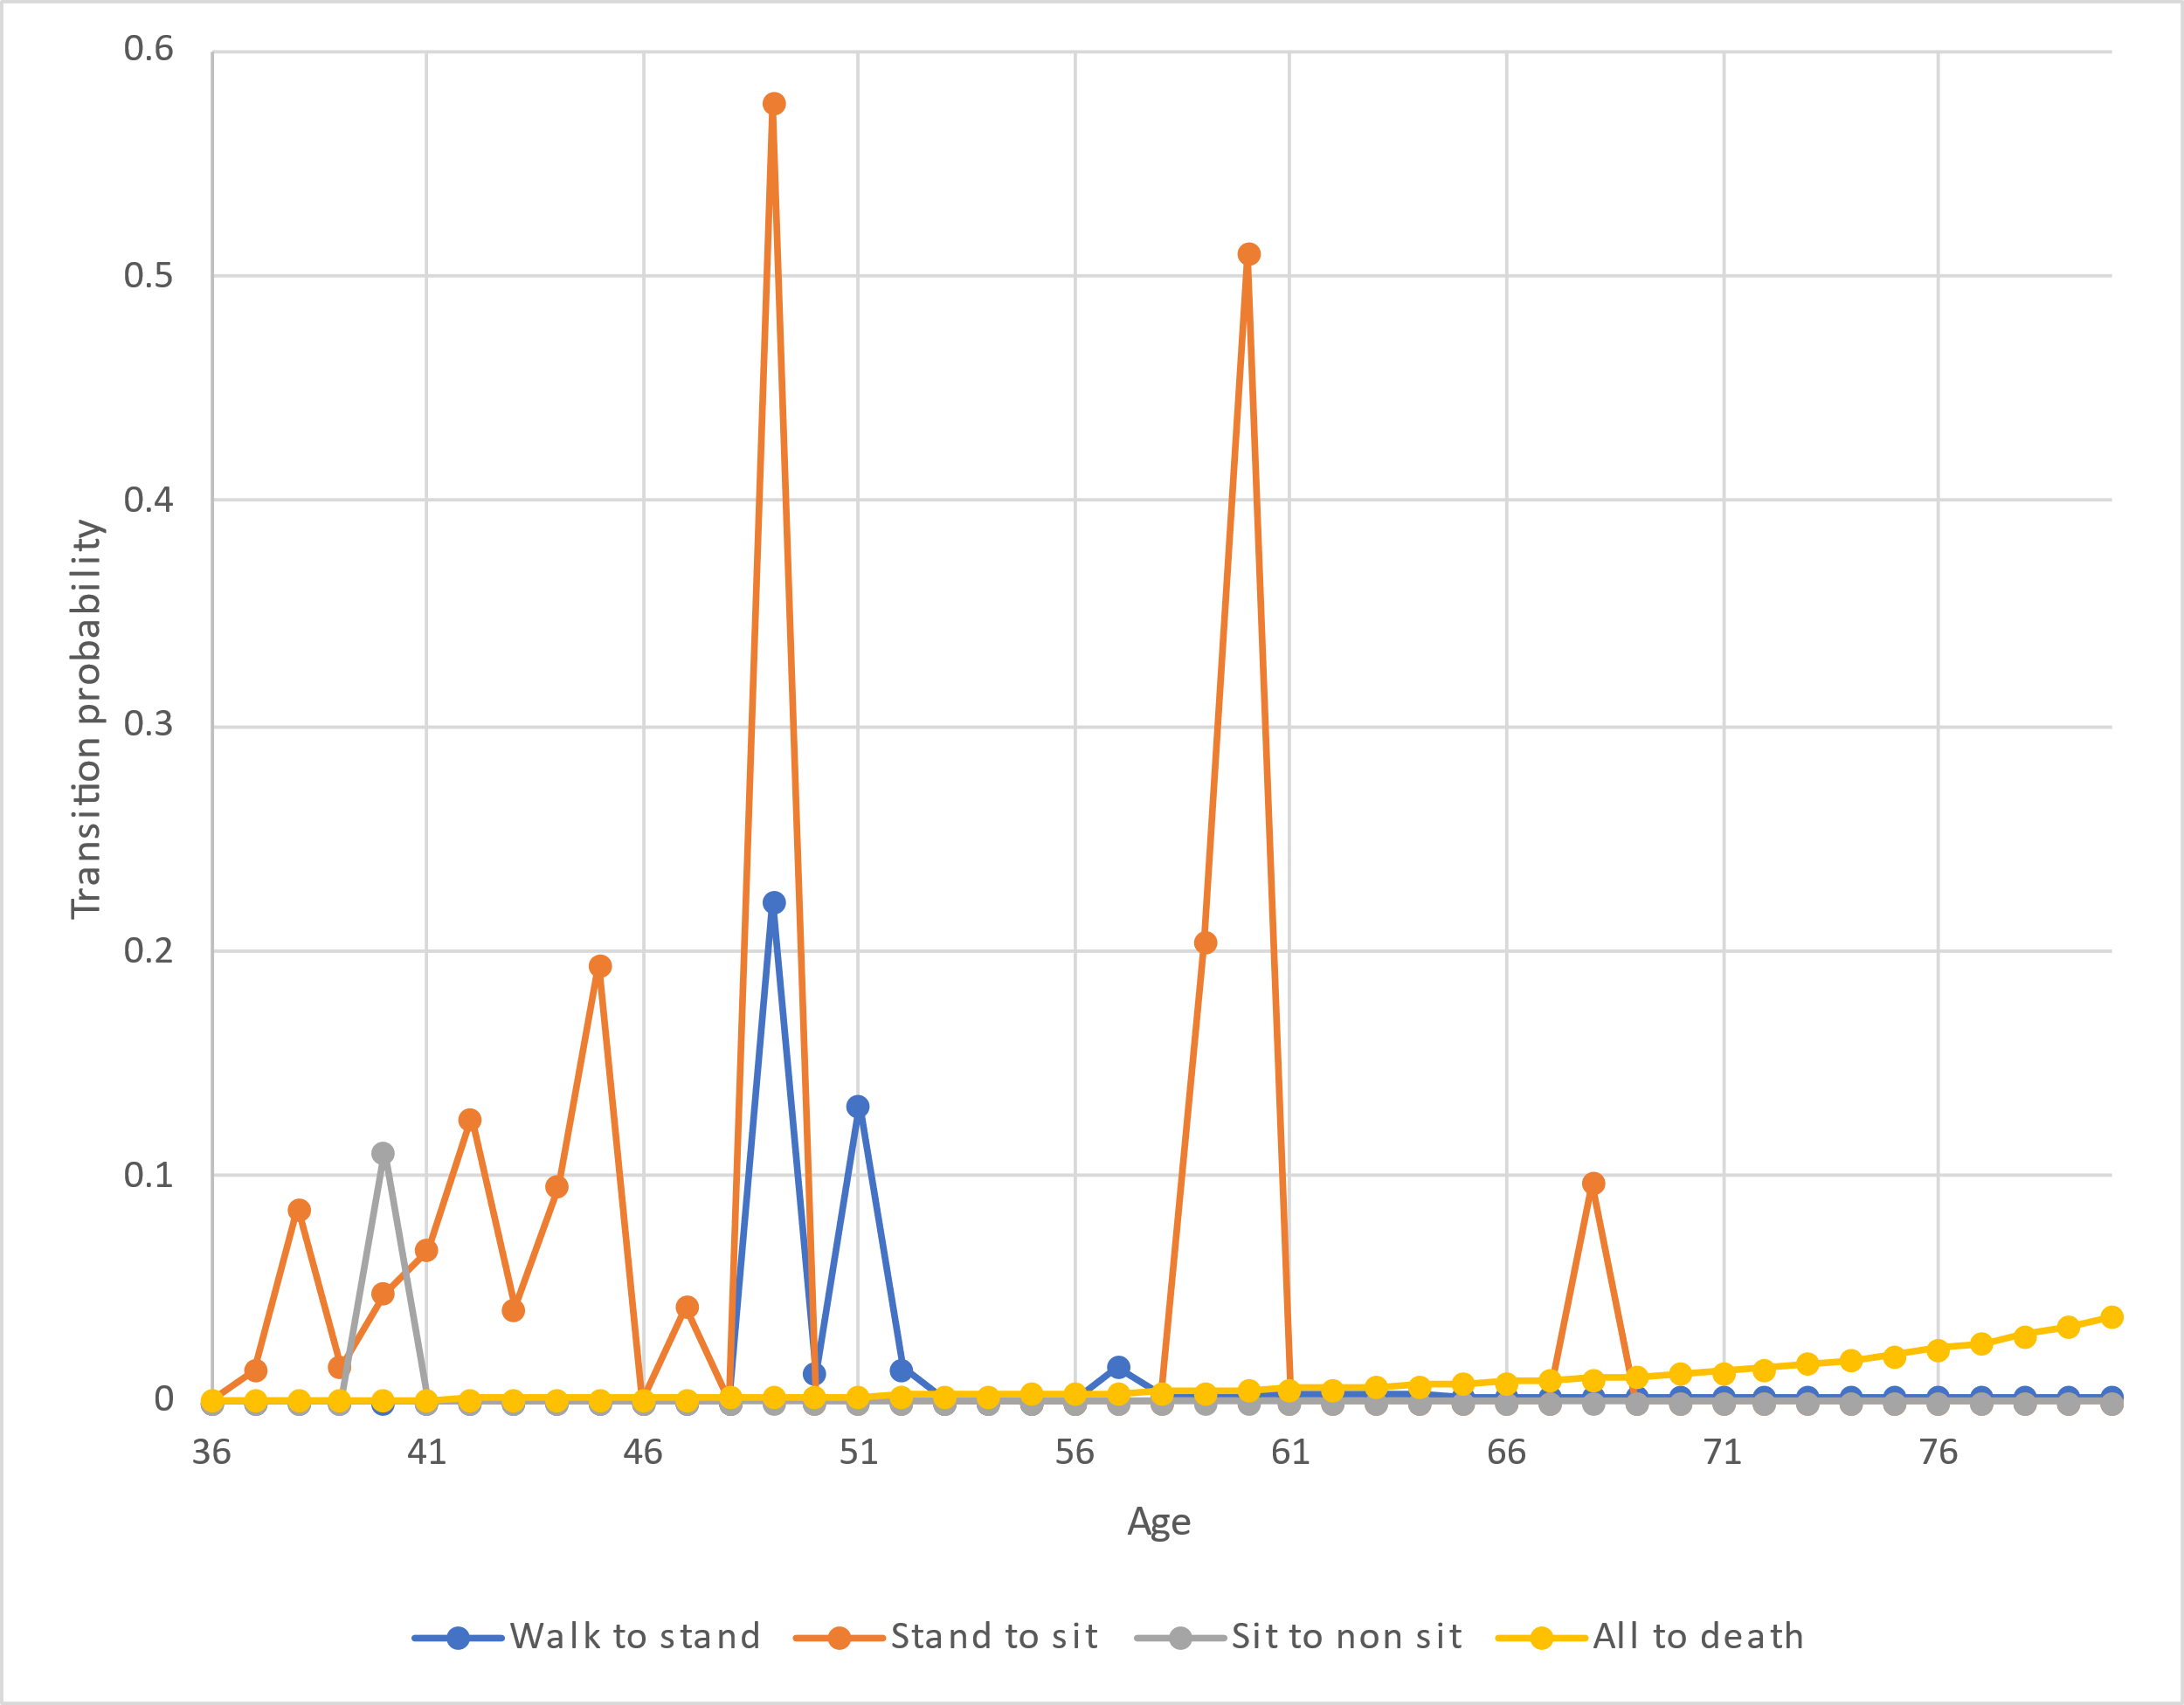 0.6
0.5
0.4
0.3
0.2
0.1
0
Transition probability
36 41 46 51 56 61 66 71 76
Age
Walk to stand Stand to sit Sit to non sit All to death